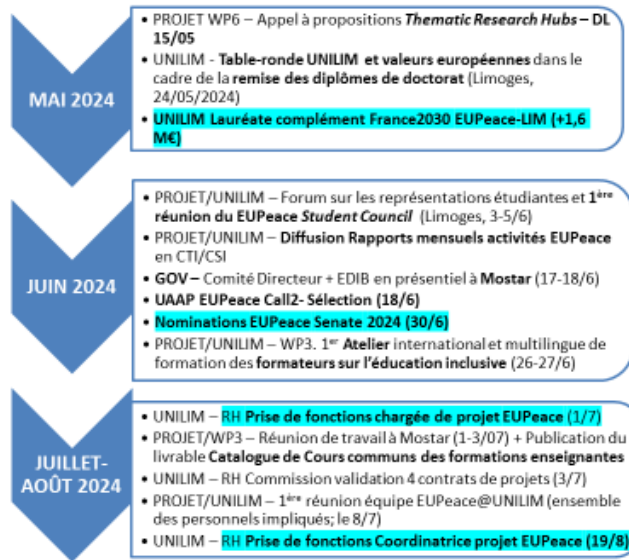 • PROJET WP6 – Appel à propositions Thematic Research Hubs – DL
15/05
• UNILIM - Table-ronde UNILIM et valeurs européennes dans le
cadre de la remise des diplômes de doctorat (Limoges,
24/05/2024)
• UNILIM Lauréate complément France2030 EUPeace-LIM (+1,6
M€)
MAI 2024
• PROJET/UNILIM – Forum sur les représentations étudiantes et 1ère
réunion du EUPeace Student Council (Limoges, 3-5/6)
• PROJET/UNILIM – Diffusion Rapports mensuels activités EUPeace
en CTI/CSI
• GOV – Comité Directeur + EDIB en présentiel à Mostar (17-18/6)
• UAAP EUPeace Call2- Sélection (18/6)
• Nominations EUPeace Senate 2024 (30/6)
• PROJET/UNILIM – WP3. 1er Atelier international et multilingue de
formation des formateurs sur l'éducation inclusive (26-27/6)
JUIN 2024
• UNILIM – RH Prise de fonctions chargée de projet EUPeace (1/7)
• PROJET/WP3 – Réunion de travail à Mostar (1-3/07) + Publication du
livrable Catalogue de Cours communs des formations enseignantes
• UNILIM – RH Commission validation 4 contrats de projets (3/7)
• PROJET/UNILIM – 1ère réunion équipe EUPeace@UNILIM (ensemble
des personnels impliqués; le 8/7)
• UNILIM – RH Prise de fonctions Coordinatrice projet EUPeace (19/8)
JUILLET-
AOÛT 2024